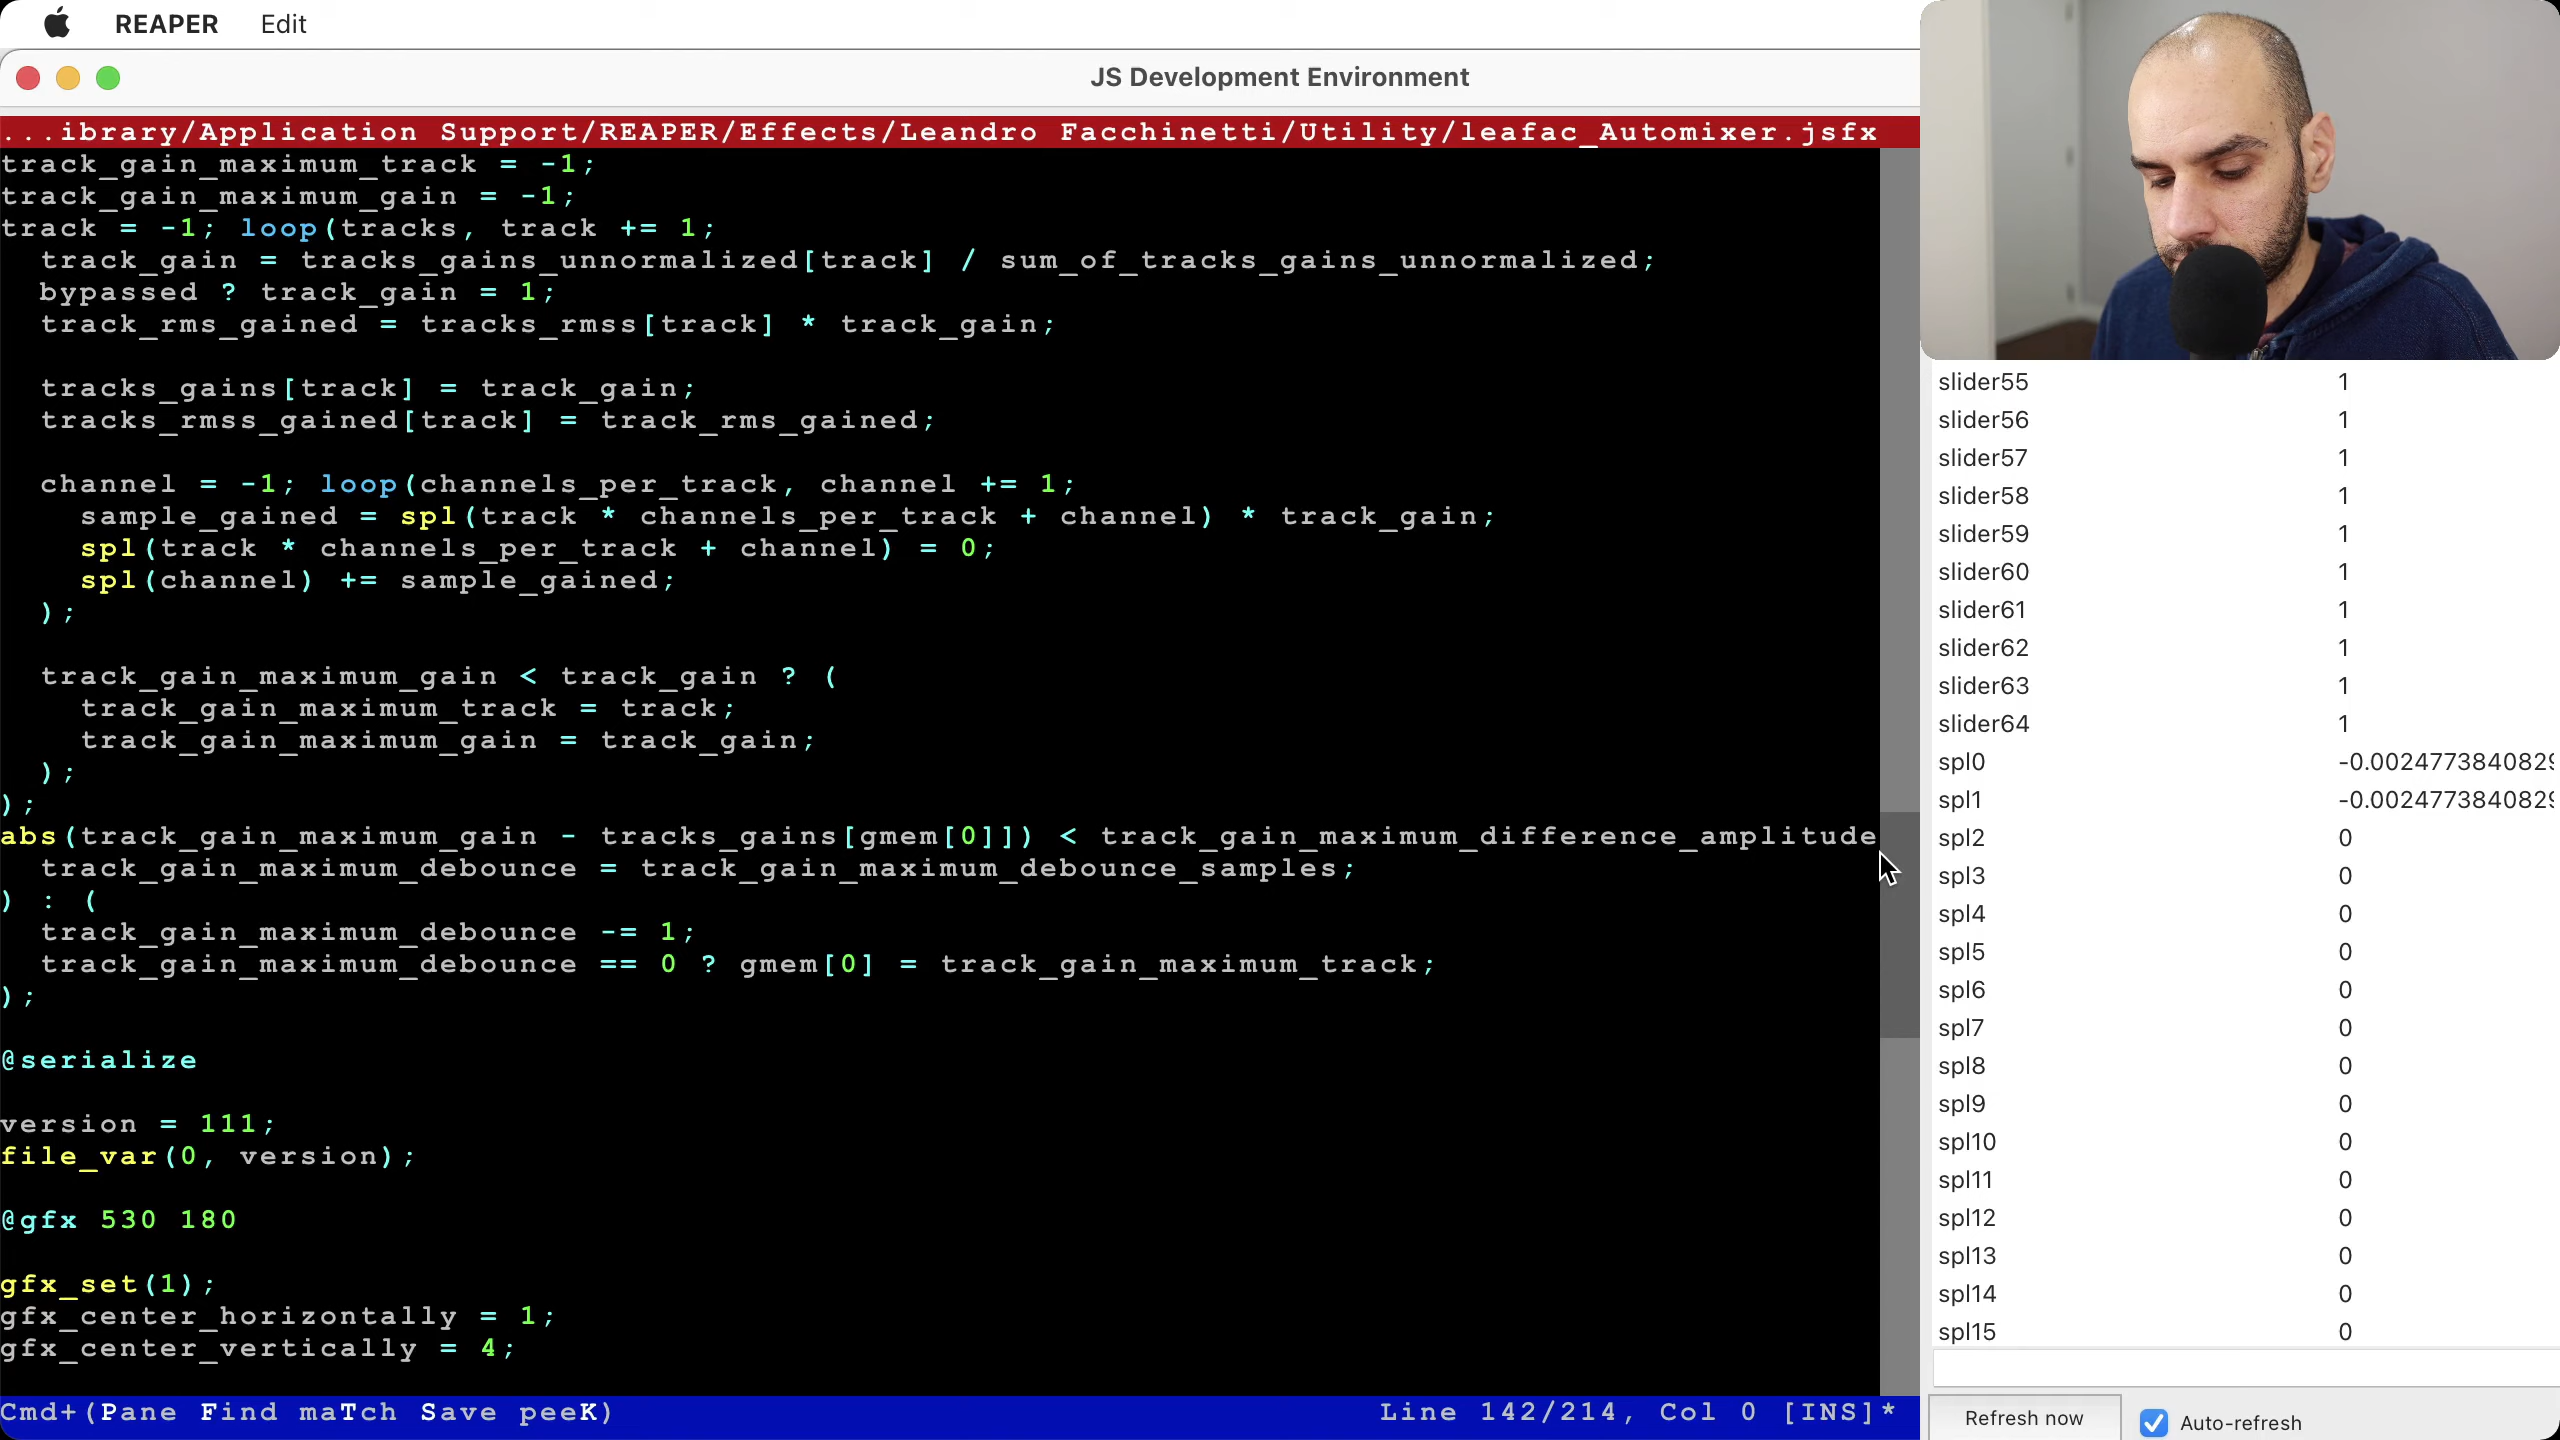 REAPER Edit
JS Development Environment
...ibrary/Application Support/REAPER/Effects/Leandro Facchinetti/Utility/leafac_Automixer.jsfx
track_gain_maximum_track = -1;
track_gain_maximum_gain = -1;
track = -1; loop(tracks, track += 1;
  track_gain = tracks_gains_unnormalized[track] / sum_of_tracks_gains_unnormalized;
  bypassed ? track_gain = 1;
  track_rms_gained = tracks_rmss[track] * track_gain;
  tracks_gains[track] = track_gain;
  tracks_rmss_gained[track] = track_rms_gained;
  channel = -1; loop(channels_per_track, channel += 1;
    sample_gained = spl(track * channels_per_track + channel) * track_gain;
    spl(track * channels_per_track + channel) = 0;
    spl(channel) += sample_gained;
  );
  track_gain_maximum_gain < track_gain ? (
    track_gain_maximum_track = track;
    track_gain_maximum_gain = track_gain;
  );
);
abs(track_gain_maximum_gain - tracks_gains[gmem[0]]) < track_gain_maximum_difference_amplitude
  track_gain_maximum_debounce = track_gain_maximum_debounce_samples;
) : (
  track_gain_maximum_debounce -= 1;
  track_gain_maximum_debounce == 0 ? gmem[0] = track_gain_maximum_track;
);
@serialize
version = 111;
file_var(0, version);
@gfx 530 180
gfx_set(1);
gfx_center_horizontally = 1;
gfx_center_vertically = 4;
Cmd+(Pane Find maTch Save peeK) Line 142/214, Col 0 [INS]*
slider55 1
slider56 1
slider57 1
slider58 1
slider59 1
slider60 1
slider61 1
slider62 1
slider63 1
slider64 1
spl0 -0.0024773840829
spl1 -0.0024773840829
spl2 0
spl3 0
spl4 0
spl5 0
spl6 0
spl7 0
spl8 0
spl9 0
spl10 0
spl11 0
spl12 0
spl13 0
spl14 0
spl15 0
Refresh now Auto-refresh